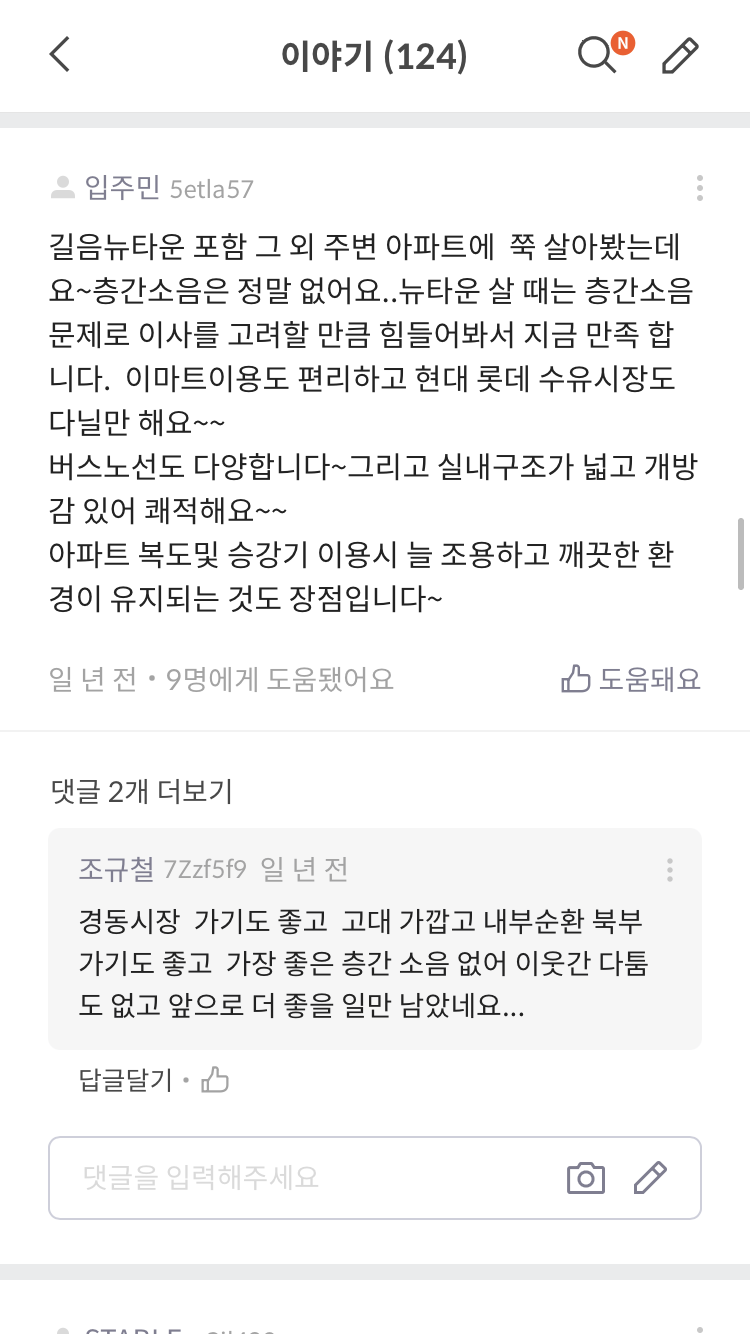 이야기 (124)
N
입주민 5etla57
길음뉴타운 포함 그 외 주변 아파트에  쭉 살아봤는데
요~층간소음은 정말 없어요..뉴타운 살 때는 층간소음
문제로 이사를 고려할 만큼 힘들어봐서 지금 만족 합
니다.  이마트이용도 편리하고 현대 롯데 수유시장도
다닐만 해요~~
버스노선도 다양합니다~그리고 실내구조가 넓고 개방
감 있어 쾌적해요~~
아파트 복도및 승강기 이용시 늘 조용하고 깨끗한 환
경이 유지되는 것도 장점입니다~
일 년 전 • 9명에게 도움됐어요 도움돼요
댓글 2개 더보기
조규철 7Zzf5f9 일 년 전
경동시장  가기도 좋고  고대 가깝고 내부순환 북부
가기도 좋고  가장 좋은 층간 소음 없어 이웃간 다툼
도 없고 앞으로 더 좋을 일만 남았네요...
답글달기 •
댓글을 입력해주세요